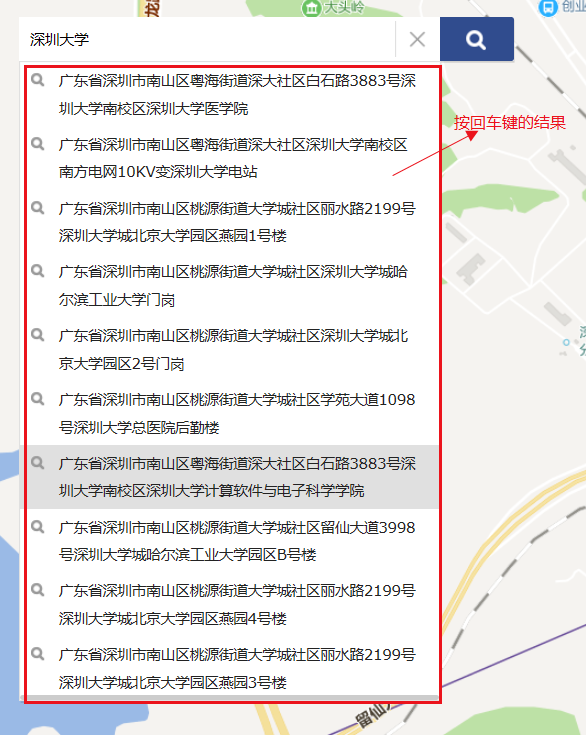 龙
大头岭
创业
深圳大学
广东省深圳市南山区粤海街道深大社区白石路3883号深
圳大学南校区深圳大学医学院
按回车键的结果
广东省深圳市南山区粤海街道深大社区深圳大学南校区
南方电网10KV变深圳大学电站
广东省深圳市南山区桃源街道大学城社区丽水路2199号
深圳大学城北京大学园区燕园1号楼
广东省深圳市南山区桃源街道大学城社区深圳大学城哈
尔滨工业大学门岗
广东省深圳市南山区桃源街道大学城社区深圳大学城北
京大学园区2号门岗
广东省深圳市南山区桃源街道大学城社区学苑大道1098
号深圳大学总医院后勤楼
广东省深圳市南山区粤海街道深大社区白石路3883号深
圳大学南校区深圳大学计算软件与电子科学学院
广东省深圳市南山区桃源街道大学城社区留仙大道3998
号深圳大学城哈尔滨工业大学园区B号楼
广东省深圳市南山区桃源街道大学城社区丽水路2199号
深圳大学城北京大学园区燕园4号楼
广东省深圳市南山区桃源街道大学城社区丽水路2199号
深圳大学城北京大学园区燕园3号楼
留仙